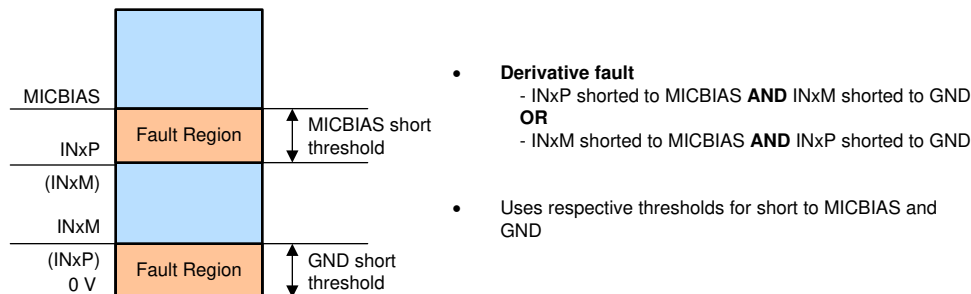 MICBIAS
Fault Region
MICBIAS short
threshold
INxP
(INxM)
INxM
(INxP)
0 V
Fault Region
GND short
threshold
• Derivative fault
- INxP shorted to MICBIAS AND INxM shorted to GND
OR
- INxM shorted to MICBIAS AND INxP shorted to GND
• Uses respective thresholds for short to MICBIAS and
GND